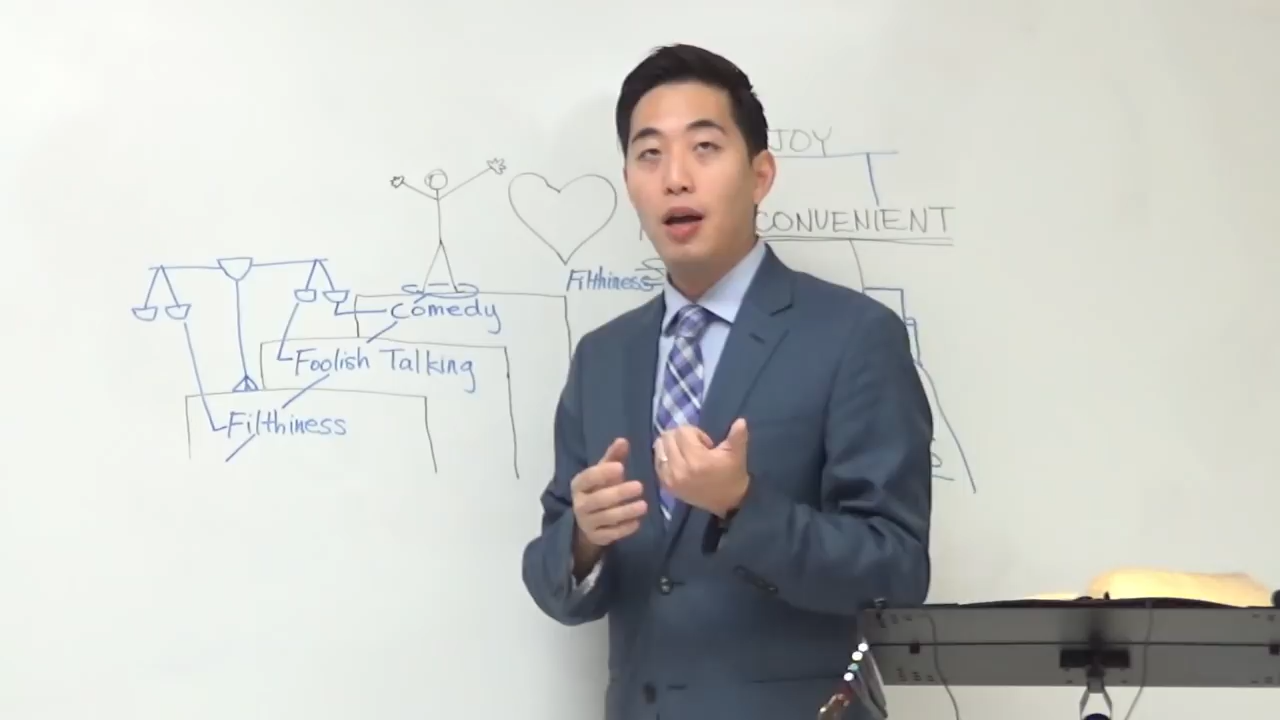 JOY
CONVENIENT
Filthiness
Comedy
Foolish Talking
Filthiness